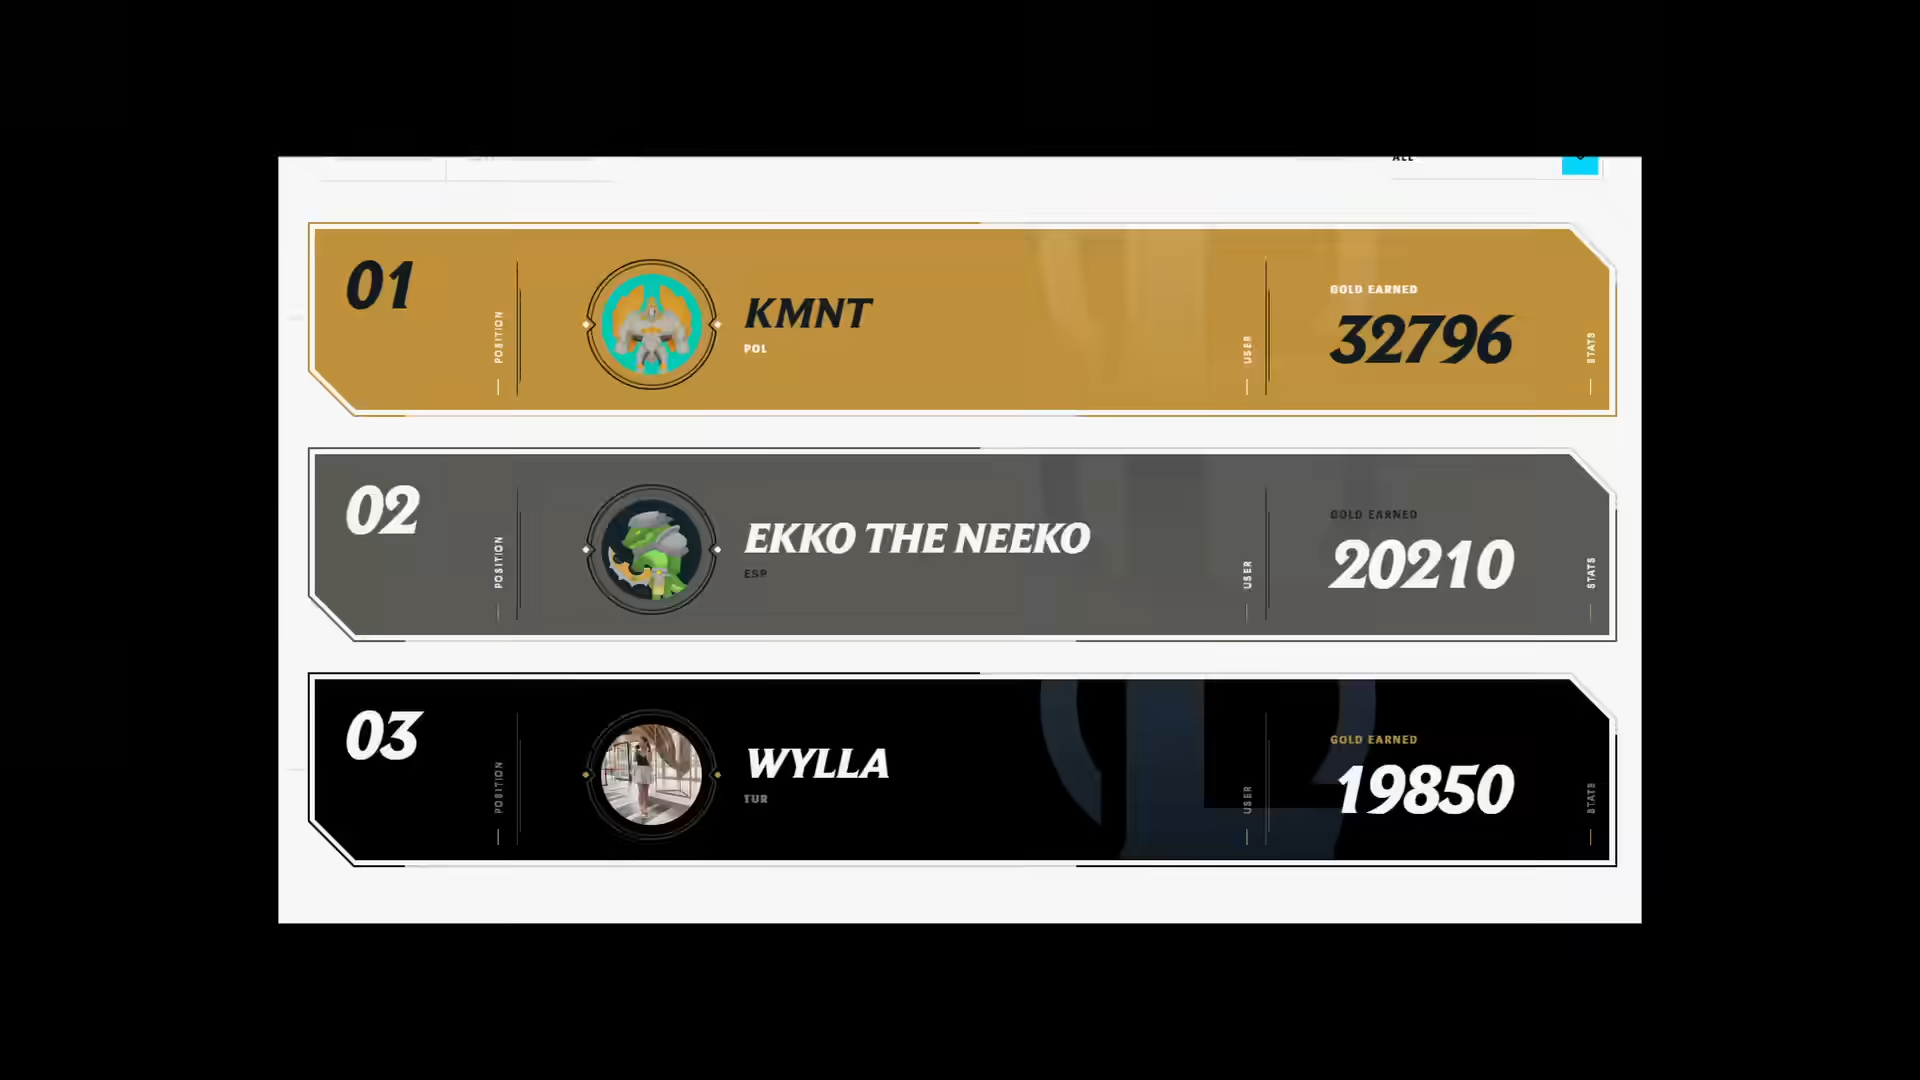 ALL
01
POSITION
KMNT
POL
USER
GOLD EARNED
32796
STATS
02
POSITION
EKKO THE NEEKO
ESP
USER
GOLD EARNED
20210
STATS
03
POSITION
WYLLA
TUR
USER
GOLD EARNED
19850
STATS